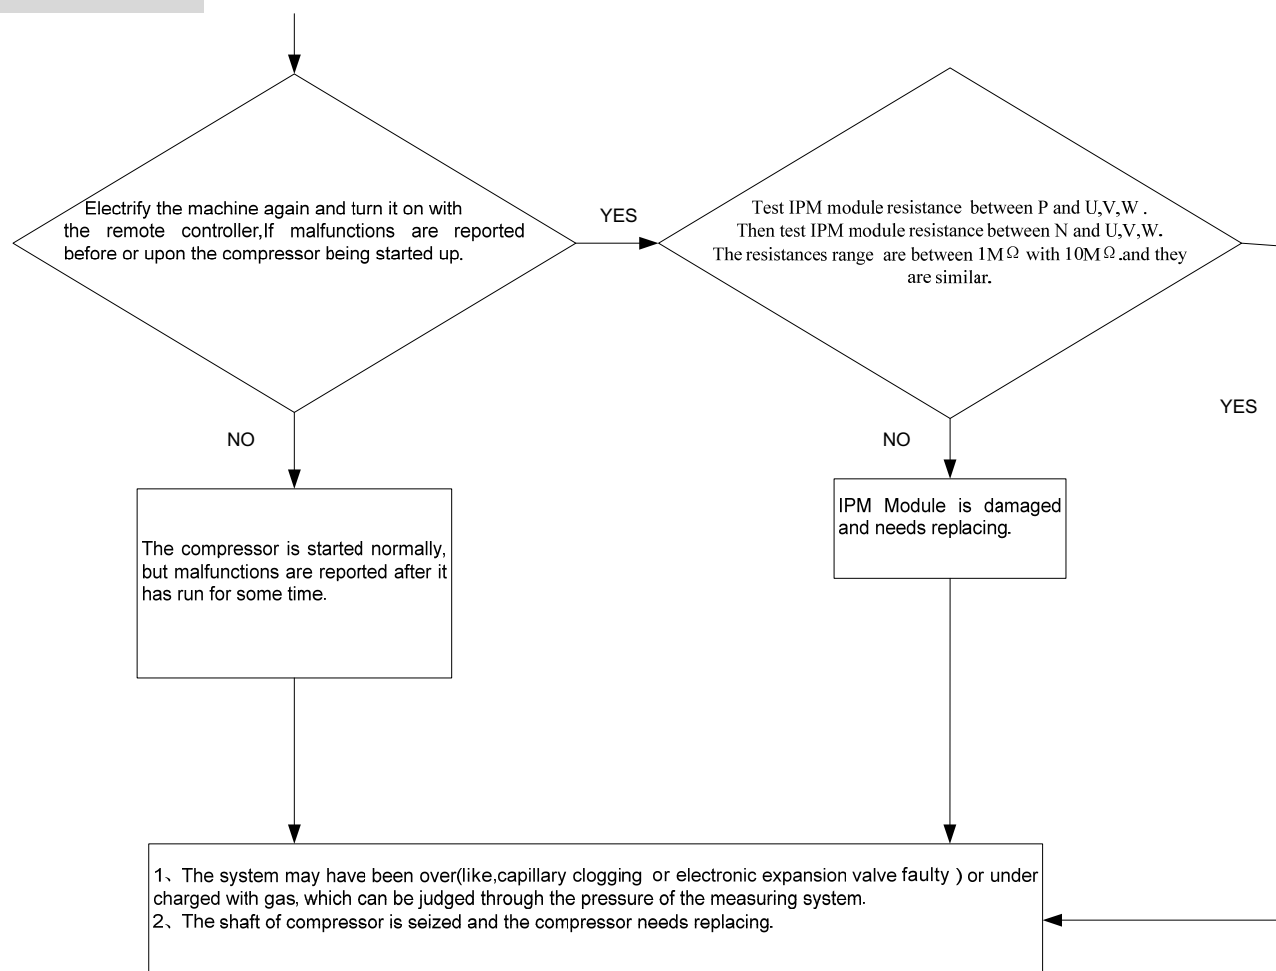 Electrify the machine again and turn it on with
the remote controller,If malfunctions are reported
before or upon the compressor being started up.
YES
Test IPM module resistance between P and U,V,W .
Then test IPM module resistance between N and U,V,W.
The resistances range are between 1MΩ with 10MΩ.and they
are similar.
YES
NO
NO
The compressor is started normally,
but malfunctions are reported after it
has run for some time.
IPM Module is damaged
and needs replacing.
1、The system may have been over(like,capillary clogging or electronic expansion valve faulty ) or under
charged with gas, which can be judged through the pressure of the measuring system.
2、The shaft of compressor is seized and the compressor needs replacing.